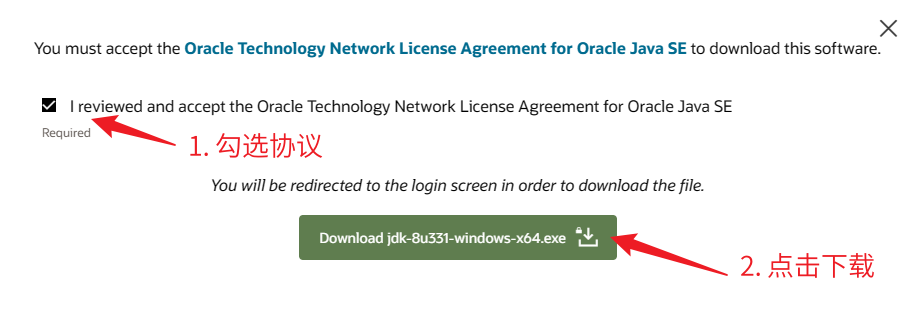 You must accept the Oracle Technology Network License Agreement for Oracle Java SE to download this software.
I reviewed and accept the Oracle Technology Network License Agreement for Oracle Java SE
Required
1. 勾选协议
You will be redirected to the login screen in order to download the file.
Download jdk-8u331-windows-x64.exe
2. 点击下载